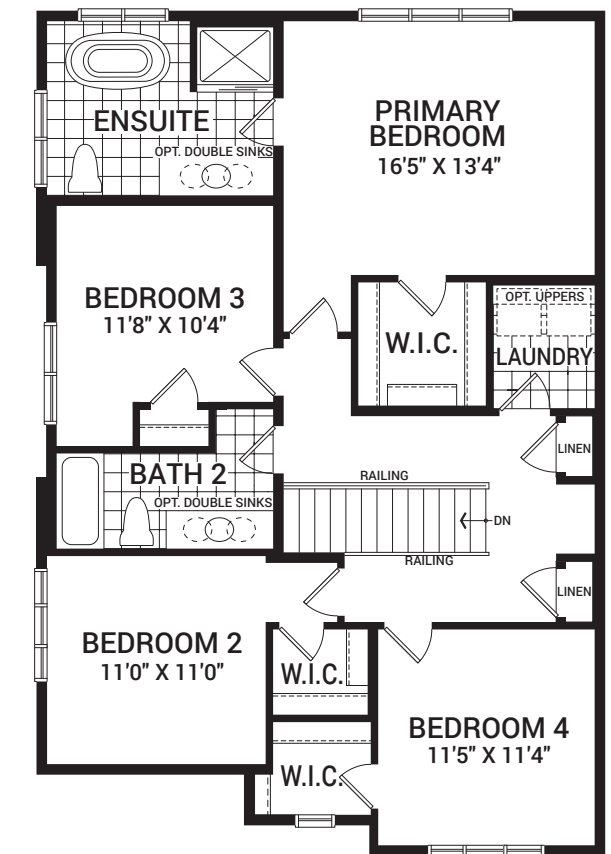 ENSUITE
OPT. DOUBLE SINKS
PRIMARY
BEDROOM
16'5" X 13'4"
BEDROOM 3
11'8" X 10'4"
W.I.C.
OPT. UPPERS
LAUNDRY
LINEN
BATH 2
OPT. DOUBLE SINKS
RAILING
DN
RAILING
LINEN
BEDROOM 2
11'0" X 11'0"
W.I.C.
BEDROOM 4
11'5" X 11'4"
W.I.C.